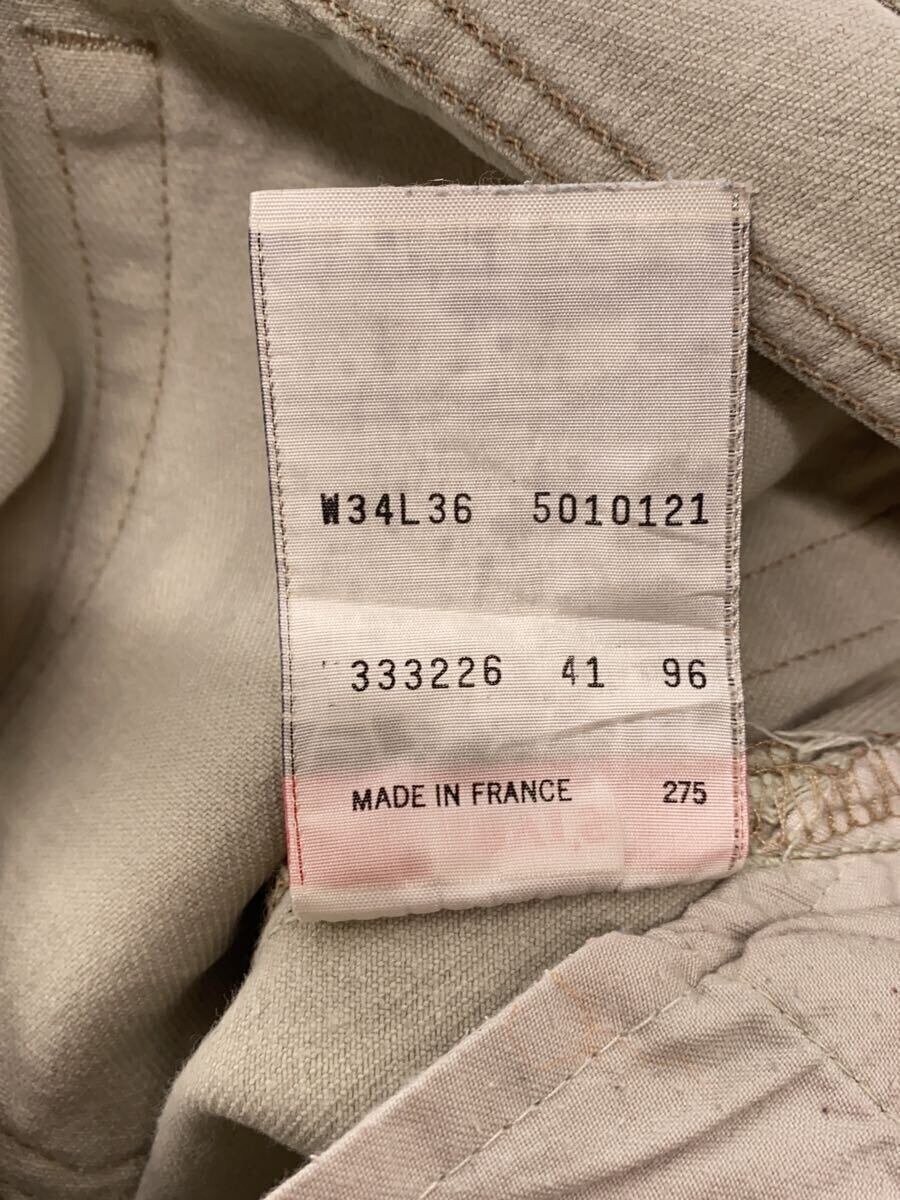 W34L36 5010121
333226 41 96
MADE IN FRANCE 275